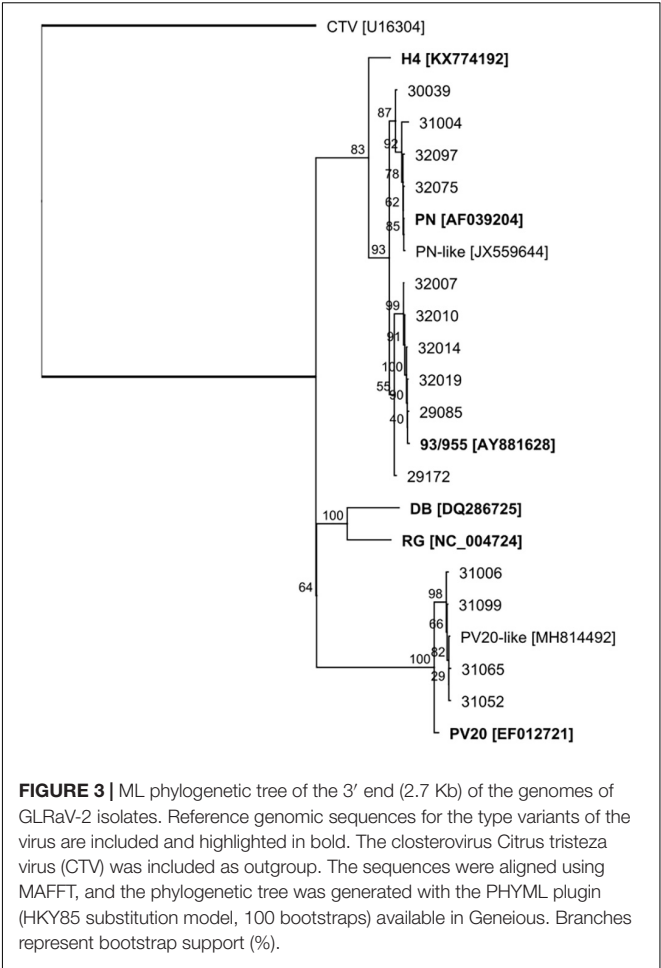 CTV [U16304]
H4 [KX774192]
30039
87
31004
92
32097
83
78
32075
62
PN [AF039204]
85
PN-like [JX559644]
93
32007
99
32010
91
32014
100
32019
55
90
29085
40
93/955 [AY881628]
29172
DB [DQ286725]
100
RG [NC_004724]
31006
64
98
31099
66
PV20-like [MH814492]
82
100
31065
29
31052
PV20 [EF012721]
FIGURE 3 | ML phylogenetic tree of the 3′ end (2.7 Kb) of the genomes of
GLRaV-2 isolates. Reference genomic sequences for the type variants of the
virus are included and highlighted in bold. The closterovirus Citrus tristeza
virus (CTV) was included as outgroup. The sequences were aligned using
MAFFT, and the phylogenetic tree was generated with the PHYML plugin
(HKY85 substitution model, 100 bootstraps) available in Geneious. Branches
represent bootstrap support (%).